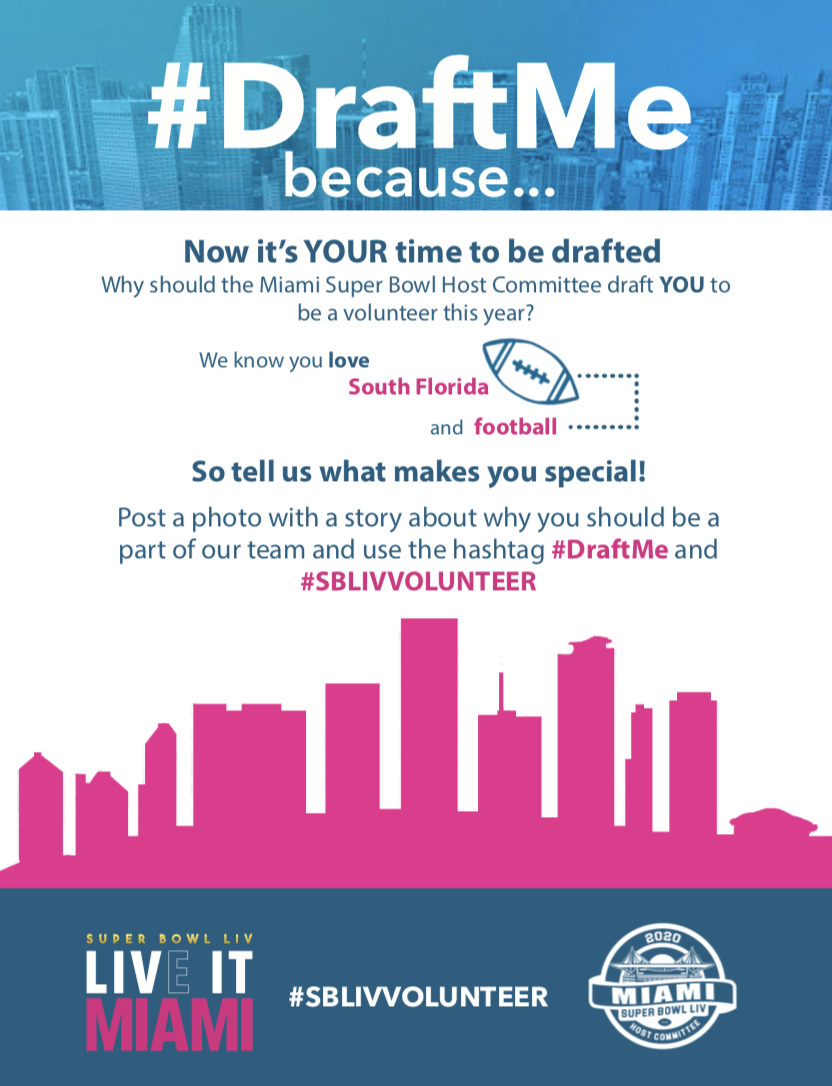 #DraftMe
because...
Now it's YOUR time to be drafted
Why should the Miami Super Bowl Host Committee draft YOU to
be a volunteer this year?
We know you love
South Florida
and football
So tell us what makes you special!
Post a photo with a story about why you should be a
part of our team and use the hashtag #DraftMe and
#SBLIVVOLUNTEER
SUPER BOWL LIV
LIVE IT
MIAMI
#SBLIVVOLUNTEER
2020
MIAMI
SUPER BOWL LIV
HOST COMMITTEE